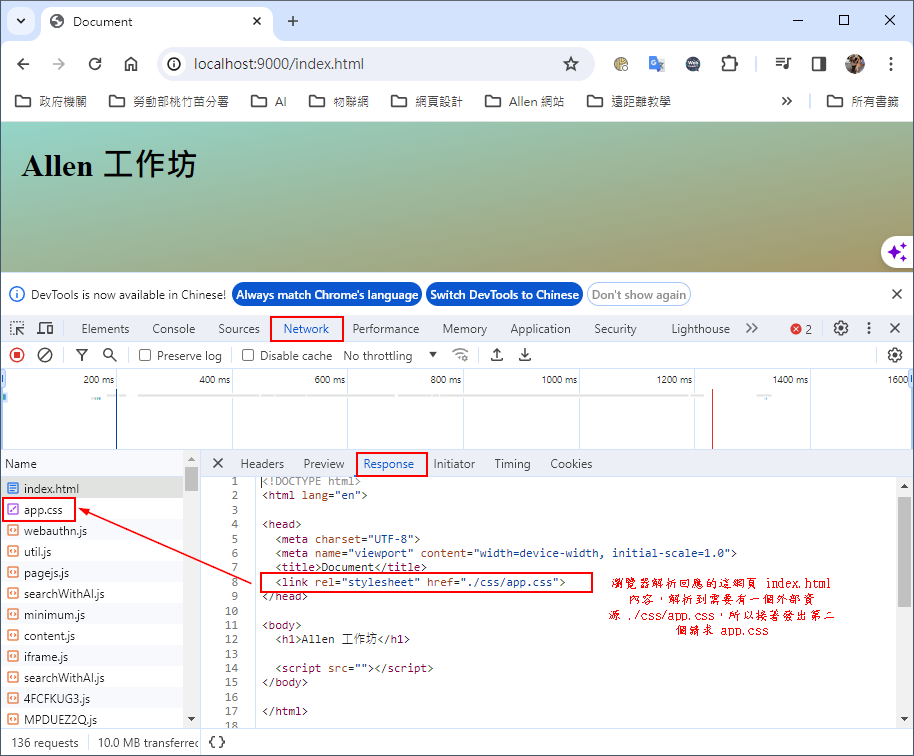 Document
localhost:9000/index.html
政府機關
勞動部桃竹苗分署
AI
物聯網
網頁設計
Allen 網站
遠距離教學
所有書籤
Allen 工作坊
DevTools is now available in Chinese!
Always match Chrome's language
Switch DevTools to Chinese
Don't show again
Elements
Console
Sources
Network
Performance
Memory
Application
Security
Lighthouse
2
Preserve log
Disable cache
No throttling
200 ms
400 ms
600 ms
800 ms
1000 ms
1200 ms
1400 ms
1600
Name
Headers
Preview
Response
Initiator
Timing
Cookies
index.html
app.css
webauthn.js
util.js
pagejs.js
searchWithAI.js
minimum.js
content.js
iframe.js
searchWithAI.js
4FCFKUG3.js
MPDUEZ2Q.js
1 <!DOCTYPE html>
2 <html lang="en">
3
4 <head>
5 <meta charset="UTF-8">
6 <meta name="viewport" content="width=device-width, initial-scale=1.0">
7 <title>Document</title>
8 <link rel="stylesheet" href="./css/app.css">
9 </head>
10
11 <body>
12 <h1>Allen 工作坊</h1>
13
14 <script src=""></script>
15 </body>
16
17 </html>
18
瀏覽器解析回應的這網頁 index.html
內容，解析到需要有一個外部資
源 ./css/app.css，所以接著發出第二
個請求 app.css
136 requests
10.0 MB transferrec
{}